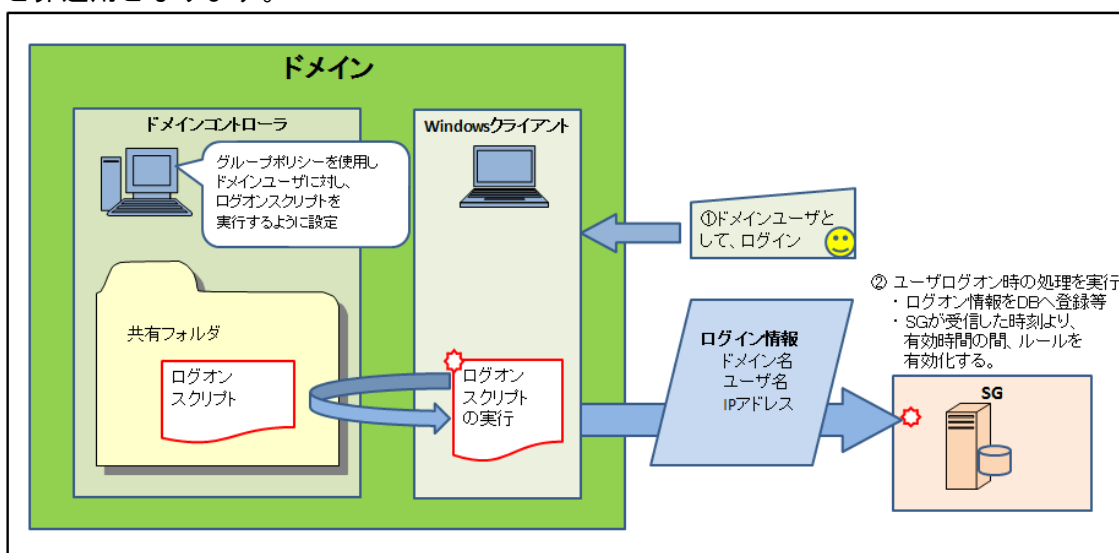 ドメイン
ドメインコントローラ
グループポリシーを使用し
ドメインユーザに対し、
ログオンスクリプトを
実行するように設定
共有フォルダ
ログオン
スクリプト
Windowsクライアント
ログオン
スクリプト
の実行
①ドメインユーザと
して、ログイン
ログイン情報
ドメイン名
ユーザ名
IPアドレス
② ユーザログオン時の処理を実行
・ログオン情報をDBへ登録等
・SGが受信した時刻より、
有効時間の間、ルールを
有効化する。
SG